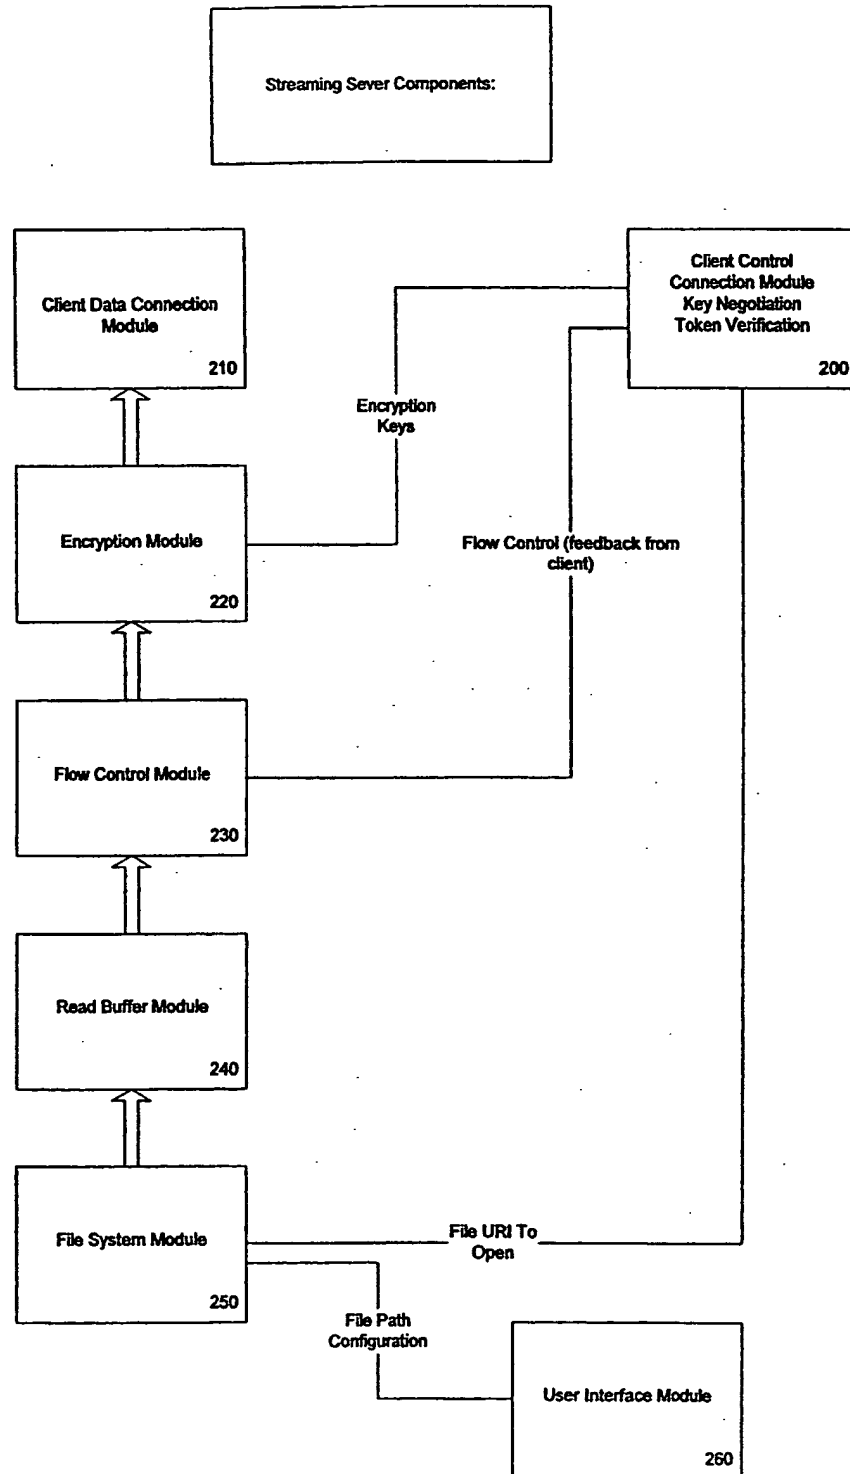 Streaming Sever Components:
Client Data Connection
Module
210
Client Control
Connection Module
Key Negotiation
Token Verification
200
Encryption
Keys
Encryption Module
220
Flow Control (feedback from
client)
Flow Control Module
230
Read Buffer Module
240
File System Module
250
File URI To
Open
File Path
Configuration
User Interface Module
260